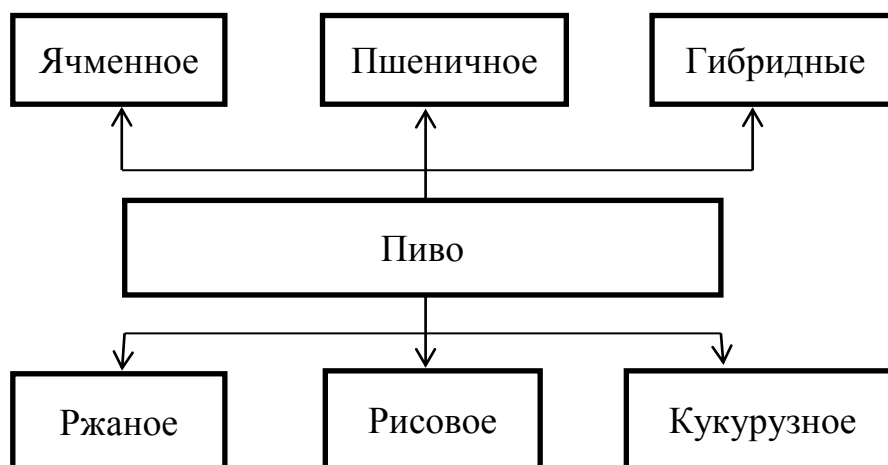 Ячменное
Пшеничное
Гибридные
Пиво
Ржаное
Рисовое
Кукурузное